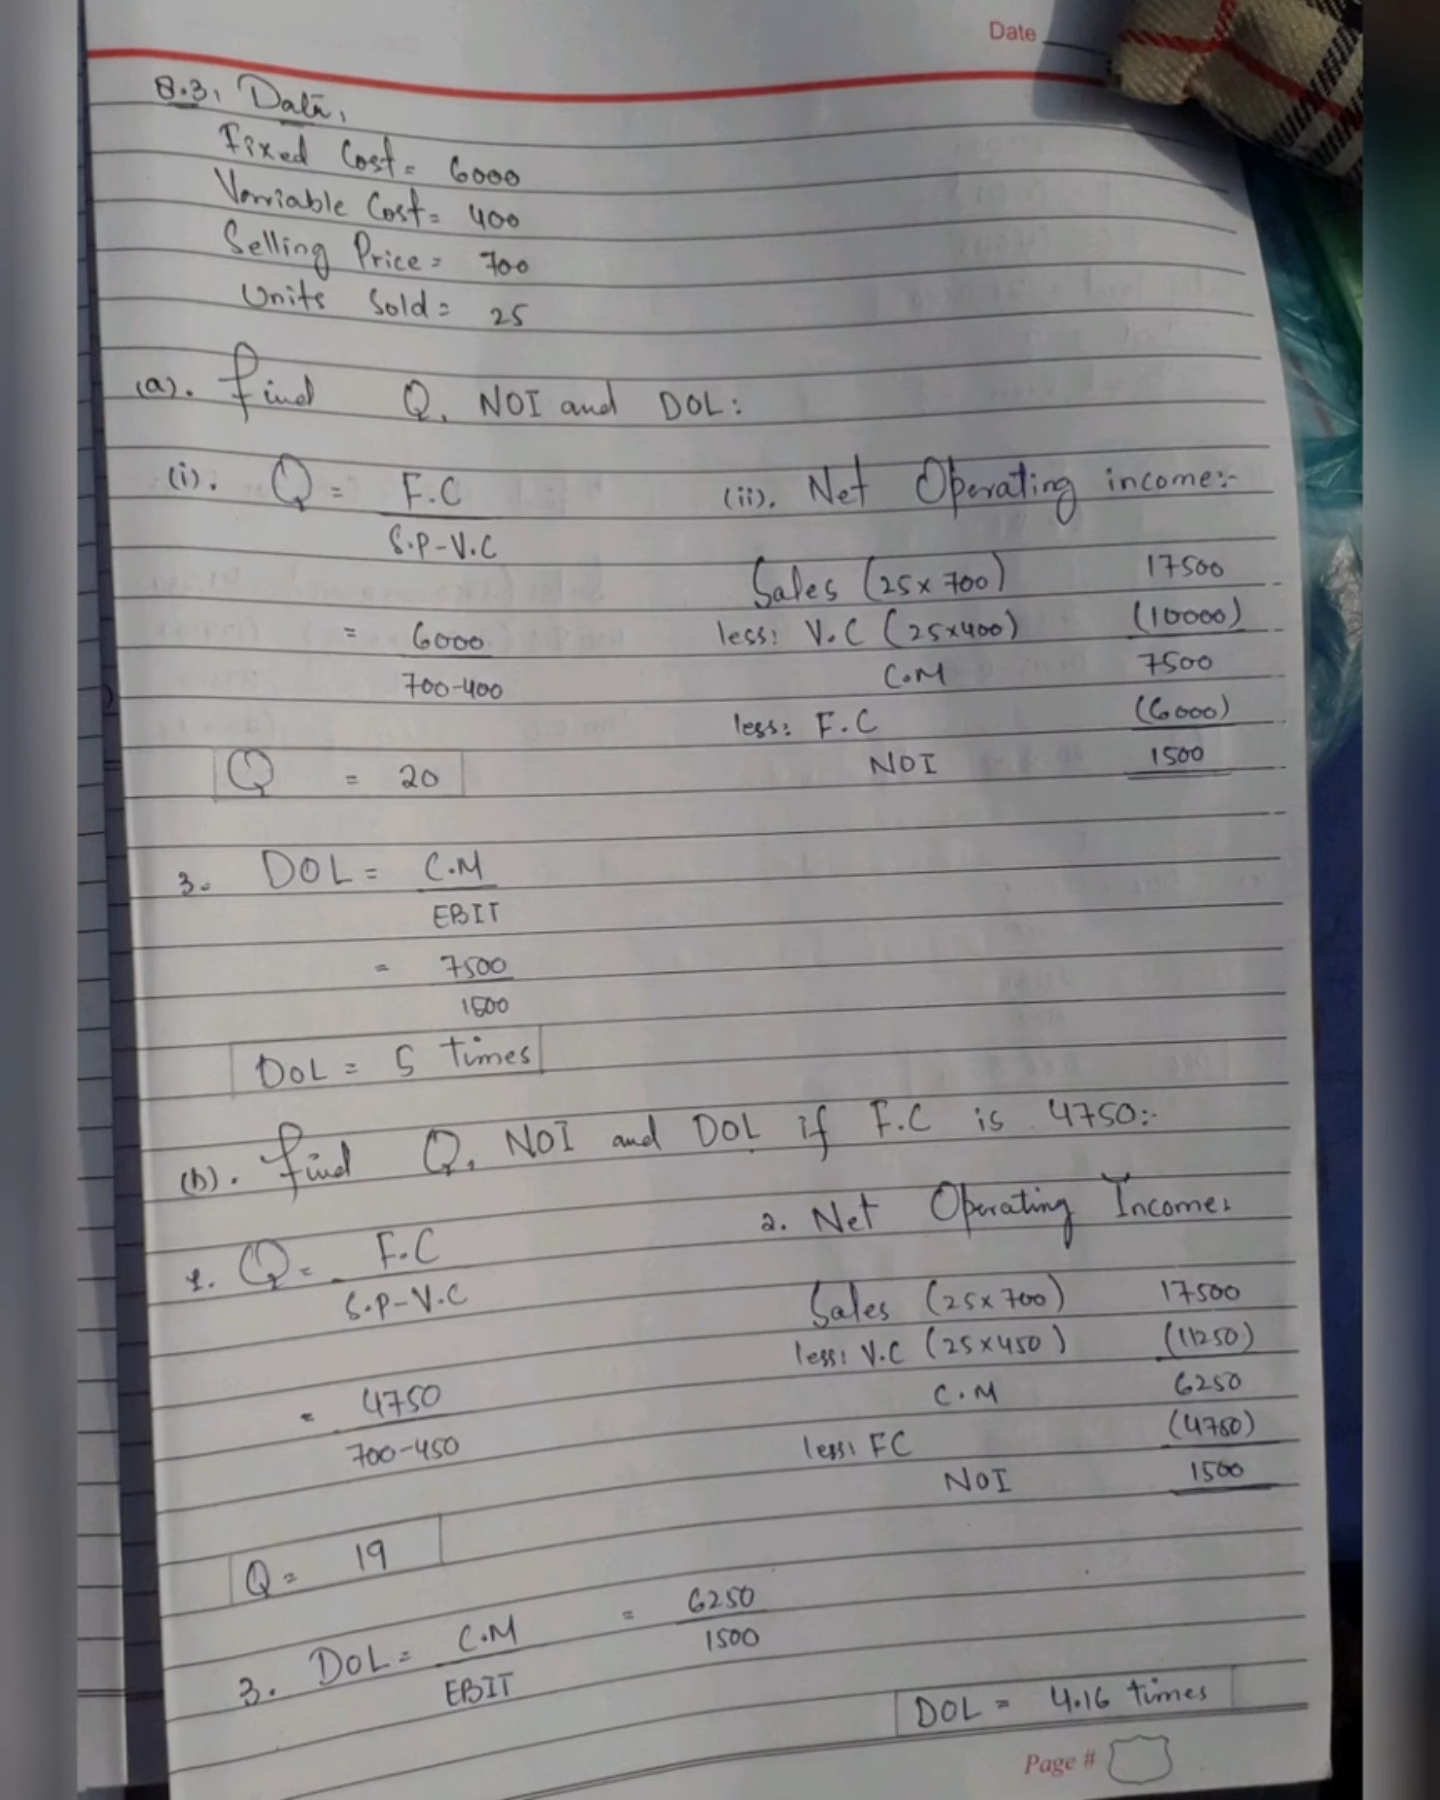 Date
8.3, Data,
Fixed Cost = 6000
Variable Cost = 400
Selling Price = 700
Units Sold = 25
(a). find Q, NOI and DOL:
(i). Q = F.C
S.P-V.C
= 6000
700-400
Q = 20
(ii). Net Operating income:-
Sales (25x700) 17500
less: V.C (25x400) (10000)
C.M 7500
less: F.C (6000)
NOI 1500
3. DOL = C.M
EBIT
= 7500
1500
DOL = 5 times
(b). find Q, NOI and DOL if F.C is 4750:-
1. Q = F.C
S.P-V.C
= 4750
700-450
Q = 19
2. Net Operating Income:
Sales (25x700) 17500
less: V.C (25x450) (11250)
C.M 6250
less: FC (4750)
NOI 1500
3. DOL = C.M = 6250
EBIT 1500
DOL = 4.16 times
Page #